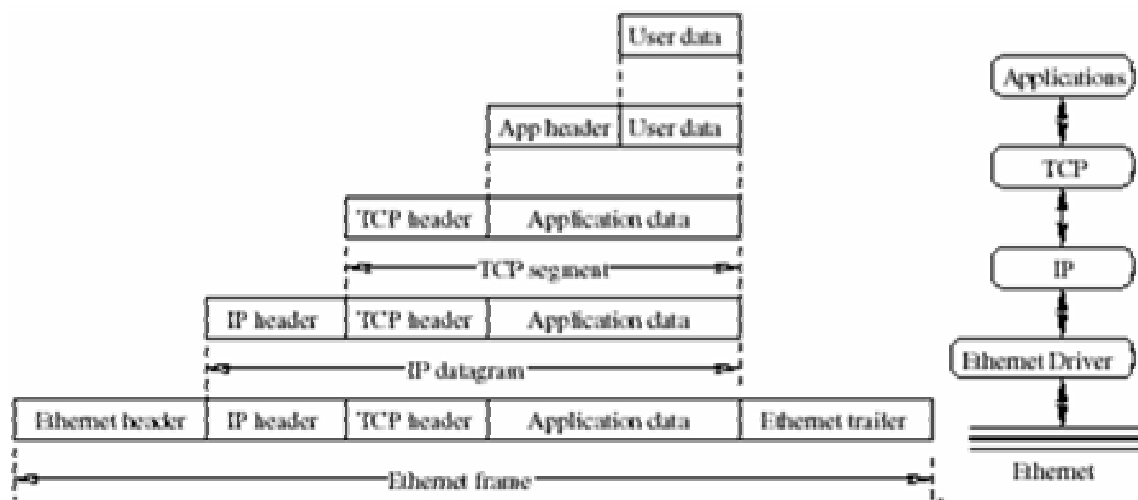 User data
Applications
App header User data
TCP
TCP header Application data
TCP segment
IP
IP header TCP header Application data
IP datagram
Ethernet Driver
Ethernet header IP header TCP header Application data Ethernet trailer
Ethernet
Ethernet frame